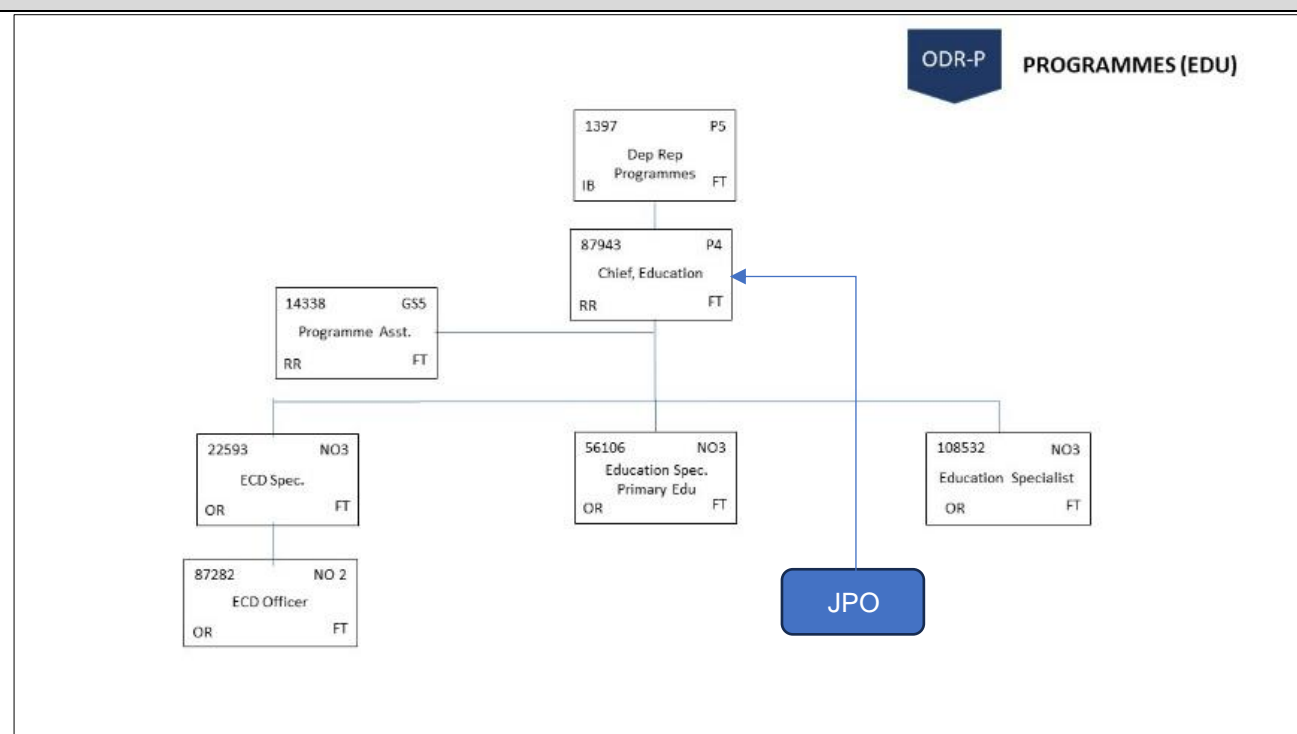 ODR-P PROGRAMMES (EDU)
1397 P5
Dep Rep
Programmes
IB FT
87943 P4
Chief, Education
RR FT
14338 GS5
Programme Asst.
RR FT
22593 NO3
ECD Spec.
OR FT
56106 NO3
Education Spec.
Primary Edu
OR FT
108532 NO3
Education Specialist
OR FT
87282 NO 2
ECD Officer
OR FT
JPO